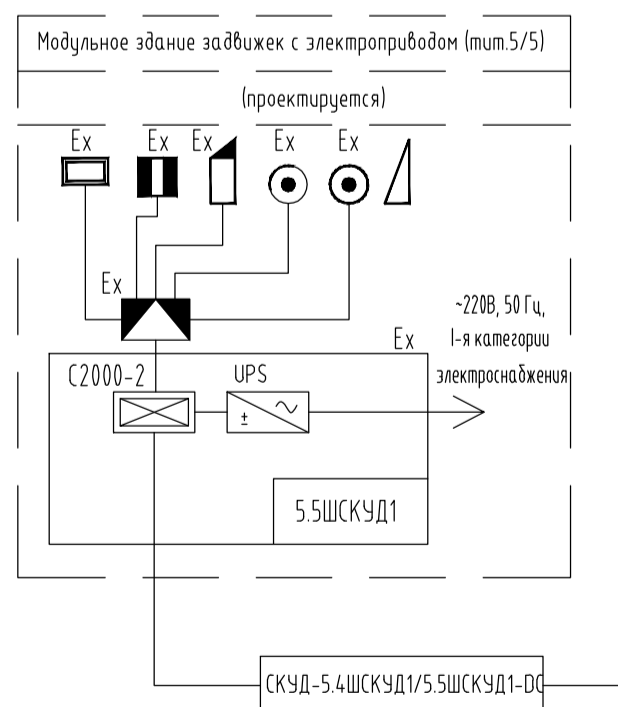 Модульное здание задвижек с электроприводом (тит.5/5)
(проектируется)
Ex Ex Ex Ex Ex
Ex
~220В, 50 Гц,
I-я категории
электроснабжения
Ex
С2000-2 UPS
5.5ШСКУД1
СКУД-5.4ШСКУД1/5.5ШСКУД1-DC